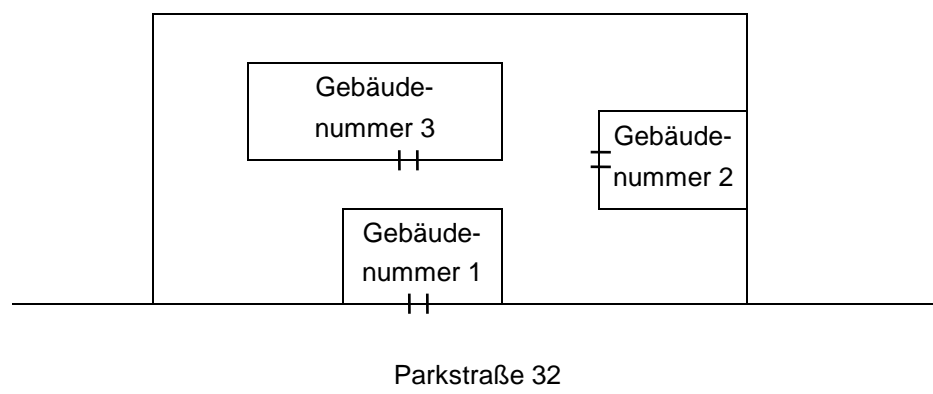 Gebäude-
nummer 3
Gebäude-
nummer 2
Gebäude-
nummer 1
Parkstraße 32